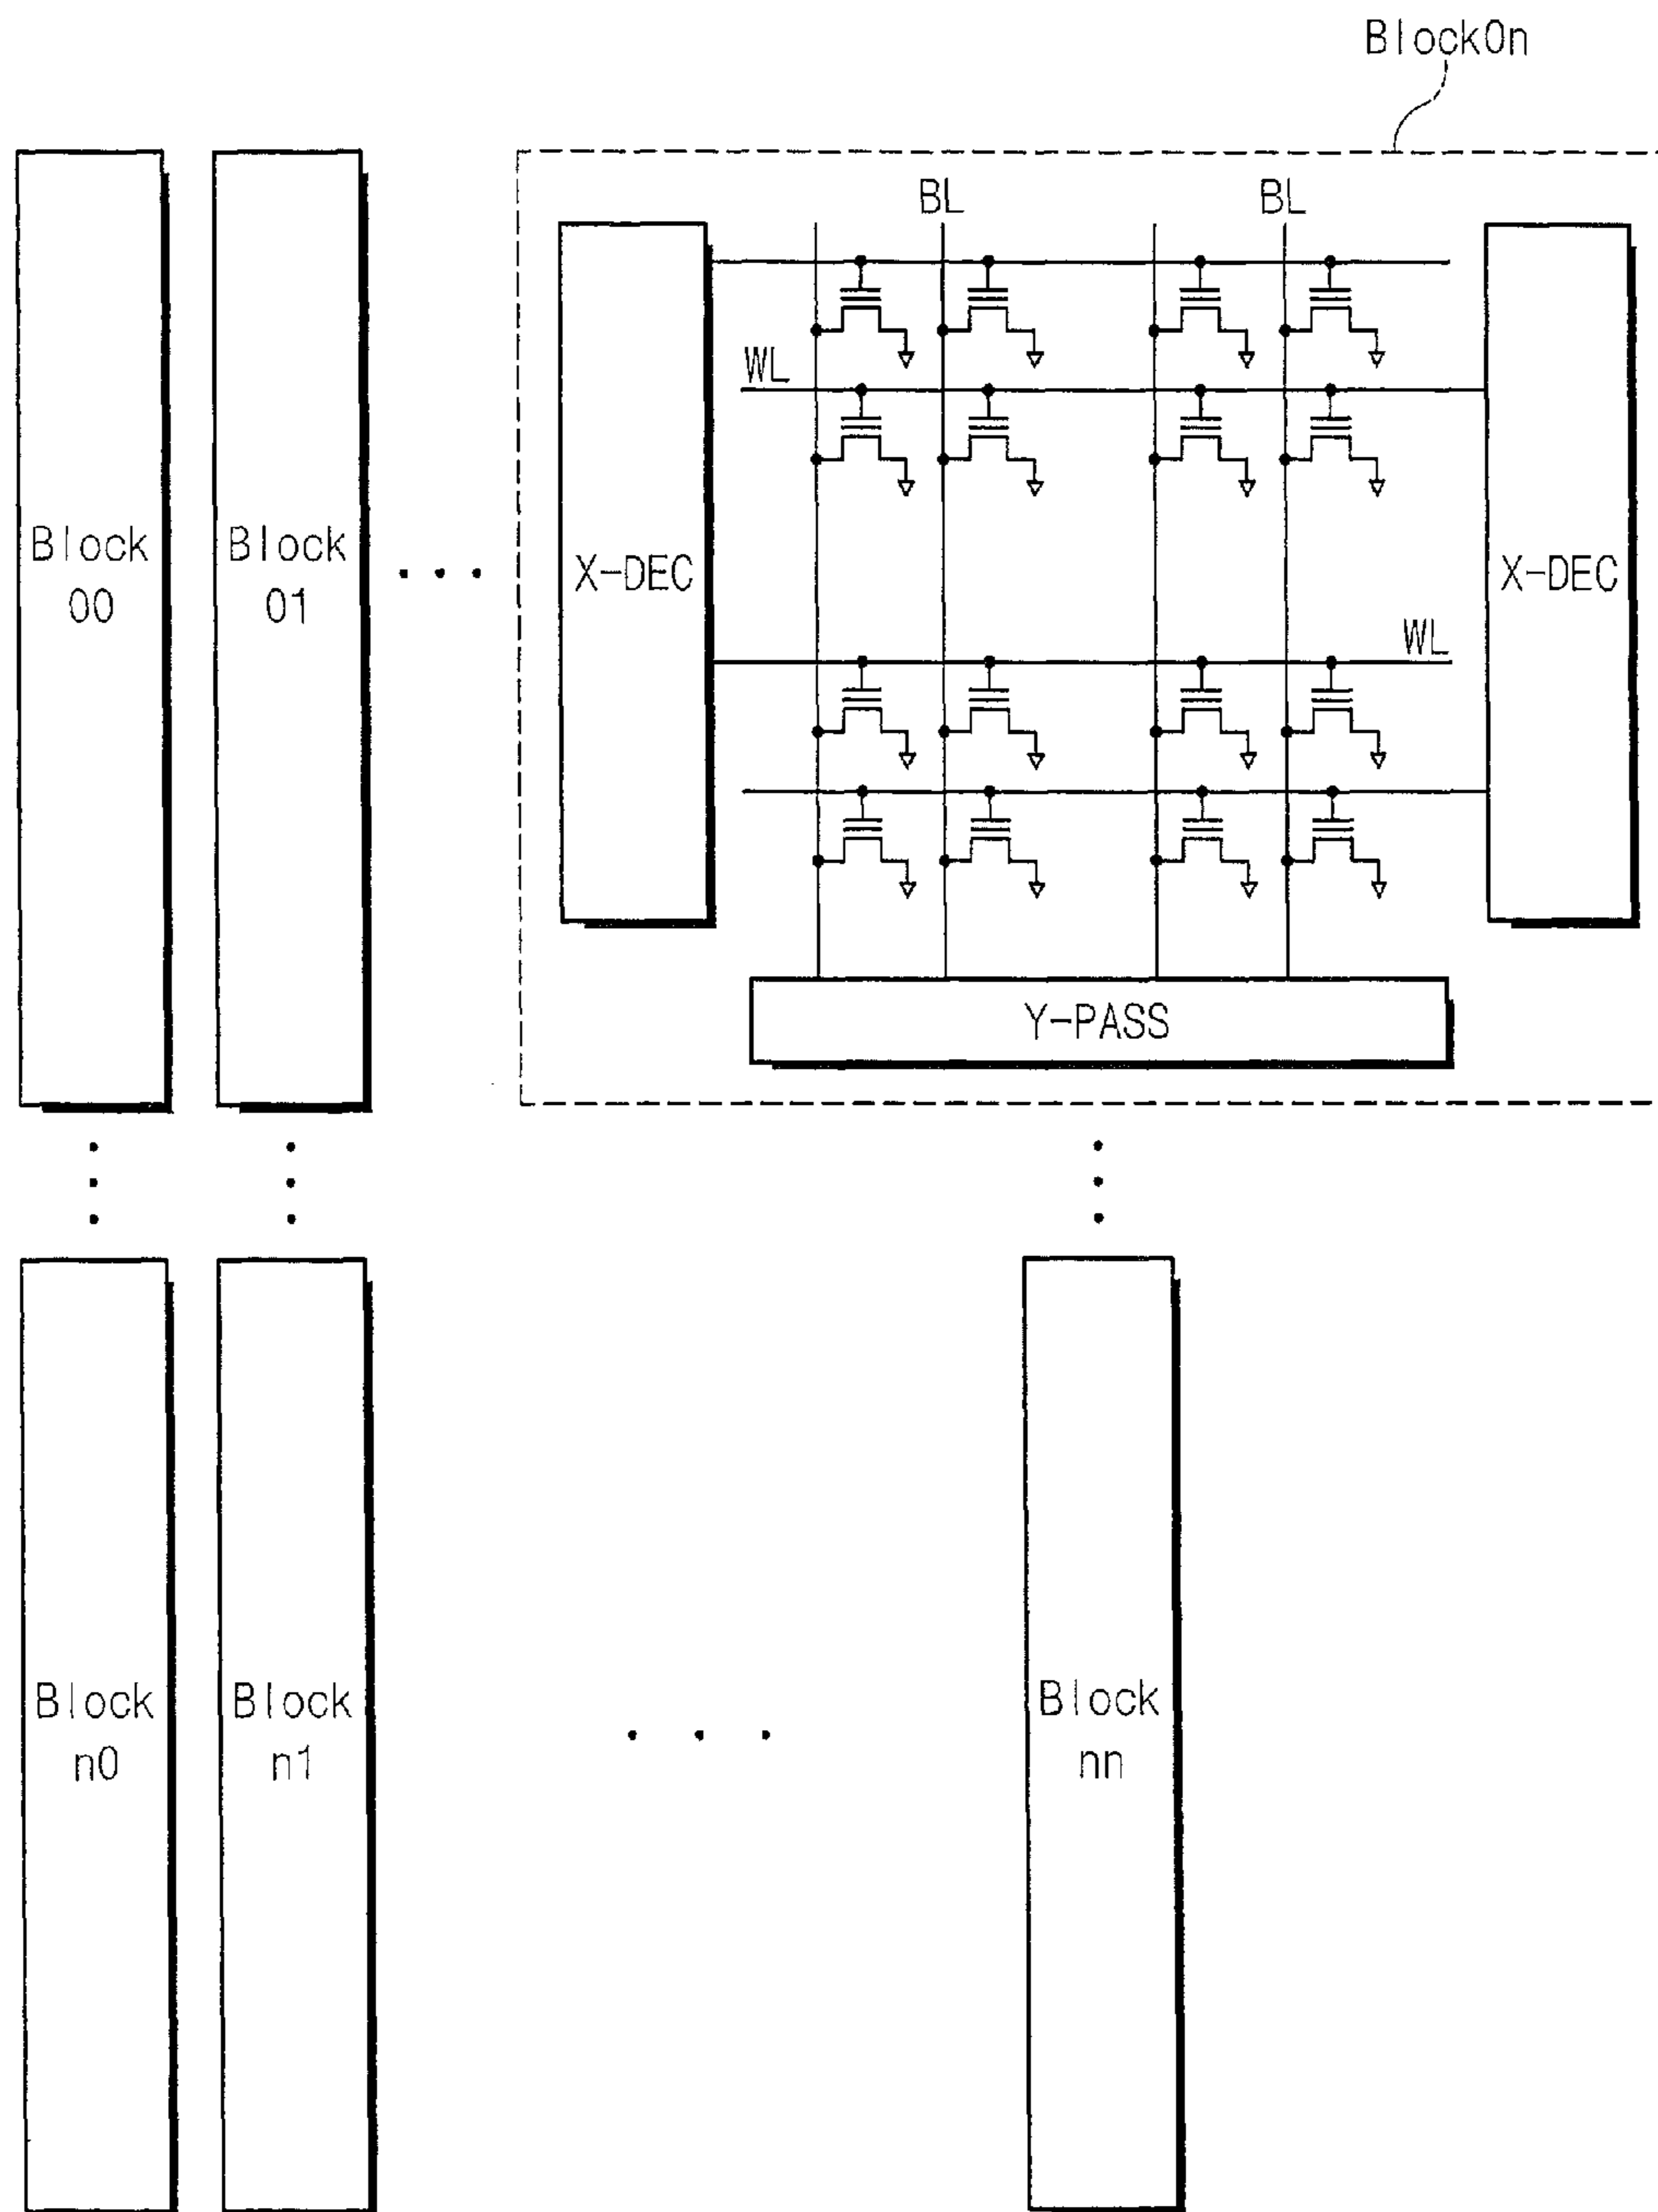 Block0n
BL
BL
WL
Block
00
Block
01
X-DEC
X-DEC
WL
Y-PASS
Block
n0
Block
n1
Block
nn